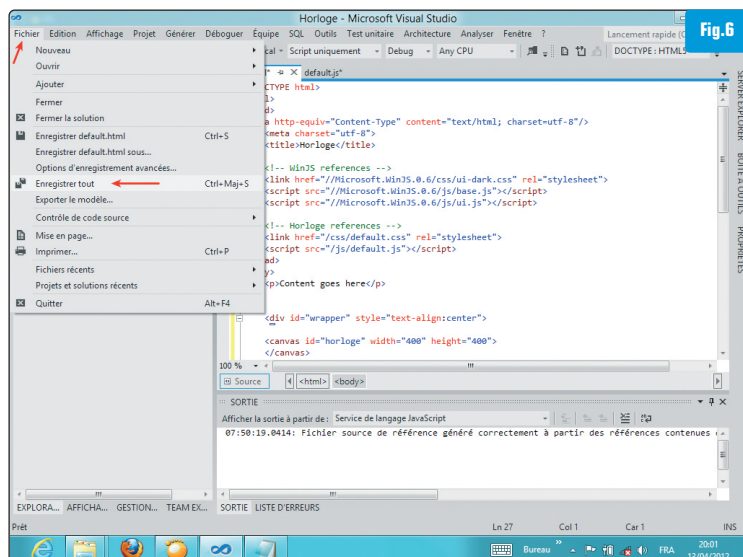 Horloge - Microsoft Visual Studio
Fig.6
Fichier Edition Affichage Projet Générer Déboguer Équipe SQL Outils Test unitaire Architecture Analyser Fenêtre ?
Lancement rapide
cal - Script uniquement Debug Any CPU DOCTYPE : HTML5
Nouveau
Ouvrir
Ajouter
Fermer
Fermer la solution
Enregistrer default.html Ctrl+S
Enregistrer default.html sous...
Options d'enregistrement avancées...
Enregistrer tout Ctrl+Maj+S
Exporter le modèle...
Contrôle de code source
Mise en page...
Imprimer... Ctrl+P
Fichiers récents
Projets et solutions récents
Quitter Alt+F4
default.js*
CTYPE html>
l>
d>
a http-equiv="Content-Type" content="text/html; charset=utf-8"/>
<meta charset="utf-8">
<title>Horloge</title>
<!-- WinJS references -->
<link href="//Microsoft.WinJS.0.6/css/ui-dark.css" rel="stylesheet">
<script src="//Microsoft.WinJS.0.6/js/base.js"></script>
<script src="//Microsoft.WinJS.0.6/js/ui.js"></script>
<!-- Horloge references -->
<link href="/css/default.css" rel="stylesheet">
<script src="/js/default.js"></script>
ad>
y>
<p>Content goes here</p>
<div id="wrapper" style="text-align:center">
<canvas id="horloge" width="400" height="400">
</canvas>
100 %
Source <html> <body>
SERVER EXPLORER BOÎTE À OUTILS PROPRIÉTÉS
SORTIE
Afficher la sortie à partir de : Service de langage JavaScript
07:50:19.0414: Fichier source de référence généré correctement à partir des références contenues
EXPLORA... AFFICHA... GESTION... TEAM EX... SORTIE LISTE D'ERREURS
Prêt Ln 27 Col 1 Car 1 INS
Bureau FRA 20:01
12/04/2012